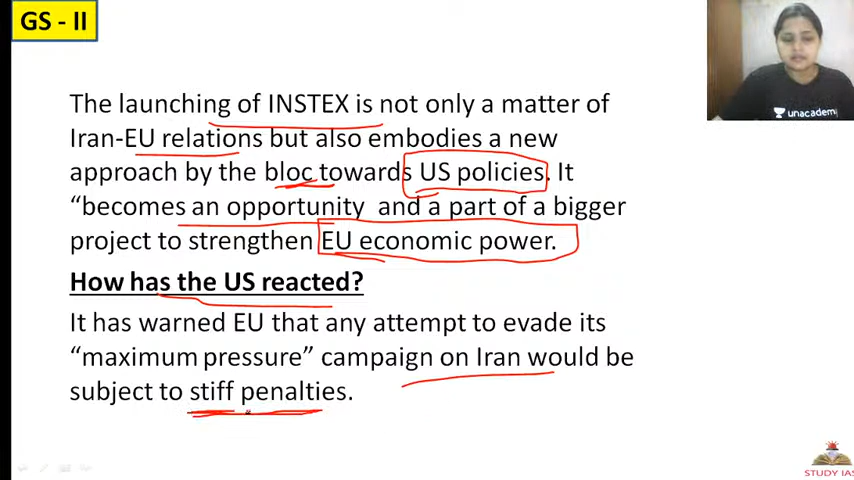 GS - II
The launching of INSTEX is not only a matter of
Iran-EU relations but also embodies a new
approach by the bloc towards US policies. It
“becomes an opportunity and a part of a bigger
project to strengthen EU economic power.
How has the US reacted?
It has warned EU that any attempt to evade its
“maximum pressure” campaign on Iran would be
subject to stiff penalties.
unacademy
STUDY IAS